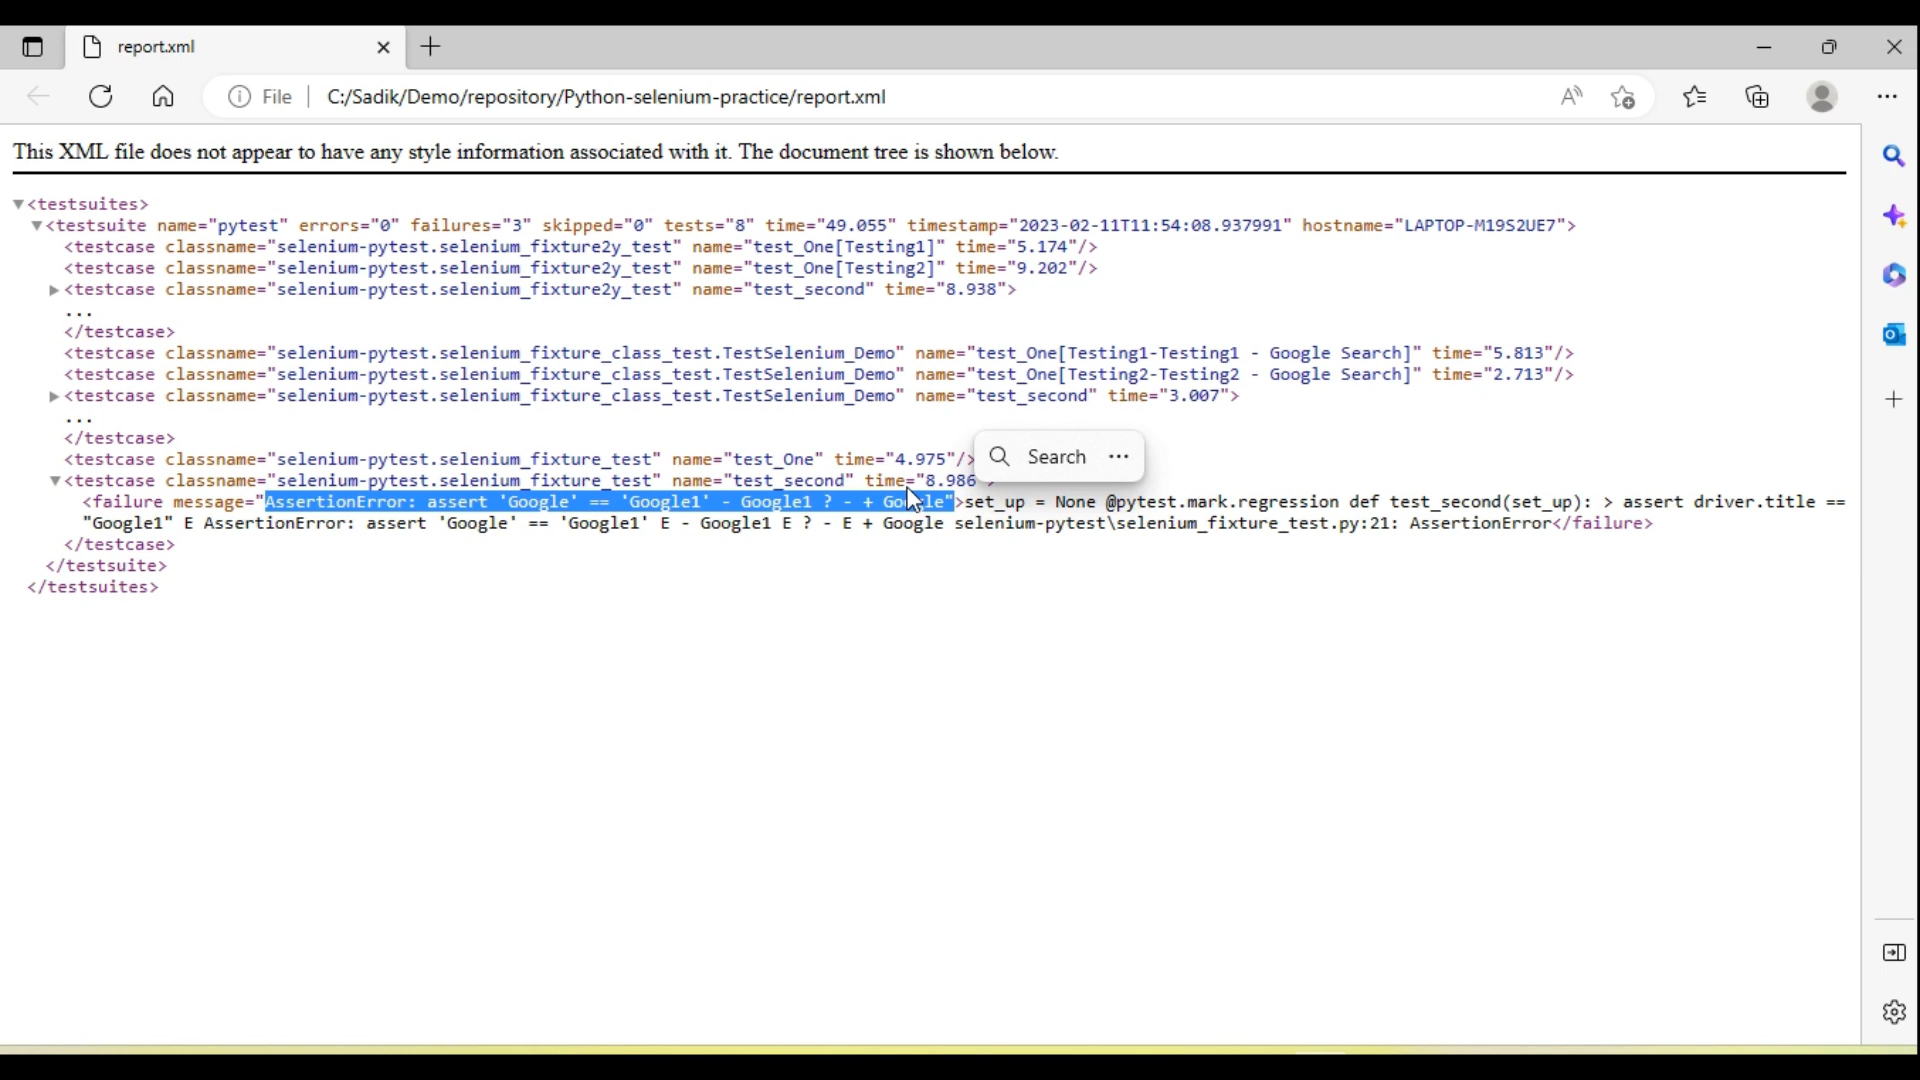 report.xml
File
C:/Sadik/Demo/repository/Python-selenium-practice/report.xml
This XML file does not appear to have any style information associated with it. The document tree is shown below.
▼<testsuites>
▼<testsuite name="pytest" errors="0" failures="3" skipped="0" tests="8" time="49.055" timestamp="2023-02-11T11:54:08.937991" hostname="LAPTOP-M19S2UE7">
<testcase classname="selenium-pytest.selenium_fixture2y_test" name="test_One[Testing1]" time="5.174"/>
<testcase classname="selenium-pytest.selenium_fixture2y_test" name="test_One[Testing2]" time="9.202"/>
▶<testcase classname="selenium-pytest.selenium_fixture2y_test" name="test_second" time="8.938">
...
</testcase>
<testcase classname="selenium-pytest.selenium_fixture_class_test.TestSelenium_Demo" name="test_One[Testing1-Testing1 - Google Search]" time="5.813"/>
<testcase classname="selenium-pytest.selenium_fixture_class_test.TestSelenium_Demo" name="test_One[Testing2-Testing2 - Google Search]" time="2.713"/>
▶<testcase classname="selenium-pytest.selenium_fixture_class_test.TestSelenium_Demo" name="test_second" time="3.007">
...
</testcase>
<testcase classname="selenium-pytest.selenium_fixture_test" name="test_One" time="4.975"/>
Search ...
▼<testcase classname="selenium-pytest.selenium_fixture_test" name="test_second" time="8.986">
<failure message="AssertionError: assert 'Google' == 'Google1' - Google1 ? - + Google">set_up = None @pytest.mark.regression def test_second(set_up): > assert driver.title ==
"Google1" E AssertionError: assert 'Google' == 'Google1' E - Google1 E ? - E + Google selenium-pytest\selenium_fixture_test.py:21: AssertionError</failure>
</testcase>
</testsuite>
</testsuites>